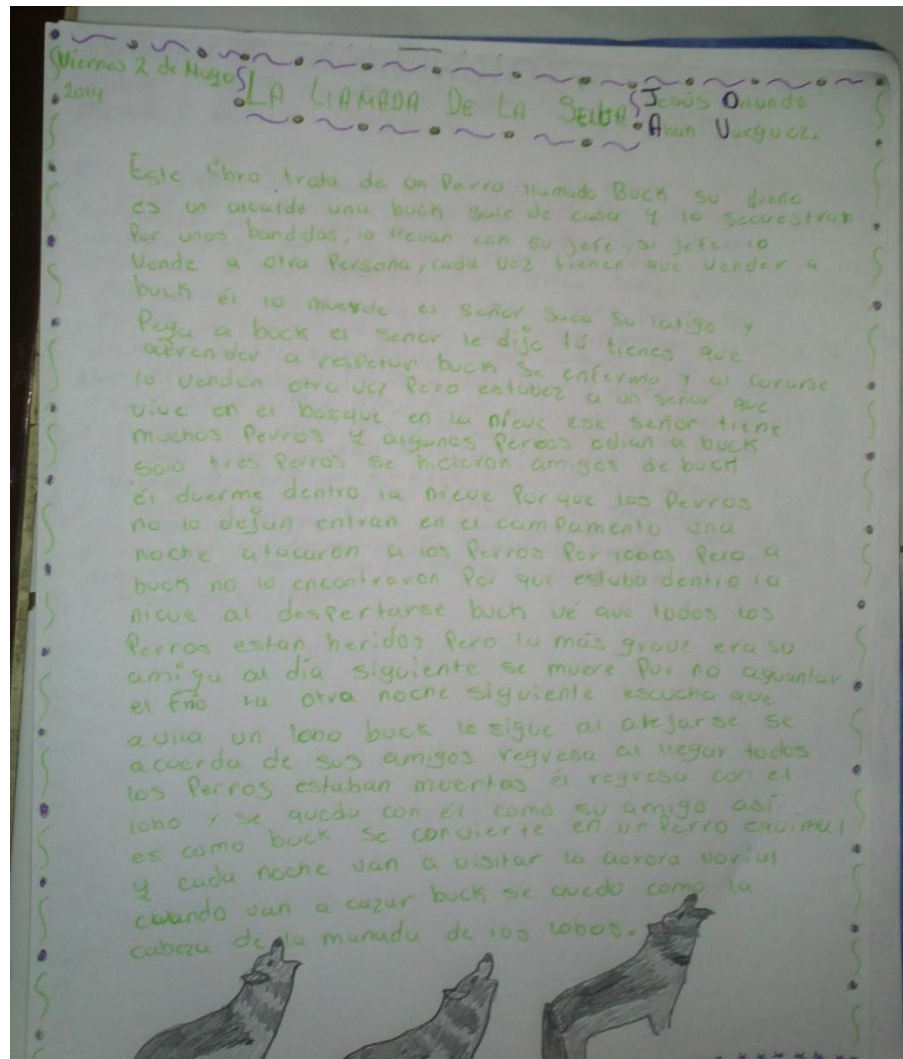 Viernes 2 de Mayo
2014
LA LLAMADA DE LA SELVA
Jesús
Este libro trata de un Perro llamado Buck su dueño
es un alcalde una buck sale de casa y lo secuestran
Por unos bandidos, lo llevan con su jefe, su jefe lo
Vende a otra Persona, cada vez tienen que vender a
buck él lo muerde el señor saca su latigo y
Pega a buck el señor le dijo tú tienes que
aprender a respetar buck se enferma y al curarse
lo venden otra vez Pero estabez a un señor que
vive en el bosque en la nieve ese señor tiene
muchos Perros y algunos Pereos odian a buck
solo tres Perros se hicieron amigos de buck
él duerme dentro la nieve Por que los Perros
no lo dejan entran en el campamento una
noche atacaron a los Perros Por lobos Pero a
buck no lo encontraron Por que estaba dentro la
nieve al despertarse buck vé que todos los
Perros estan heridos Pero la más grave era su
amiga al día siguiente se muere Por no aguantar
el frío la otra noche siguiente escucha que
a ulla un lobo buck le sigue al alejarse se
acuerda de sus amigos regresa al llegar todos
los Perros estaban muentos él regresa con el
lobo y se queda con él como su amigo así
es como buck se convierte en un Perro
y cada noche van a visitar la aurora
cuando van a cazar buck se quedo como la
cabeza de la manada de los lobos.